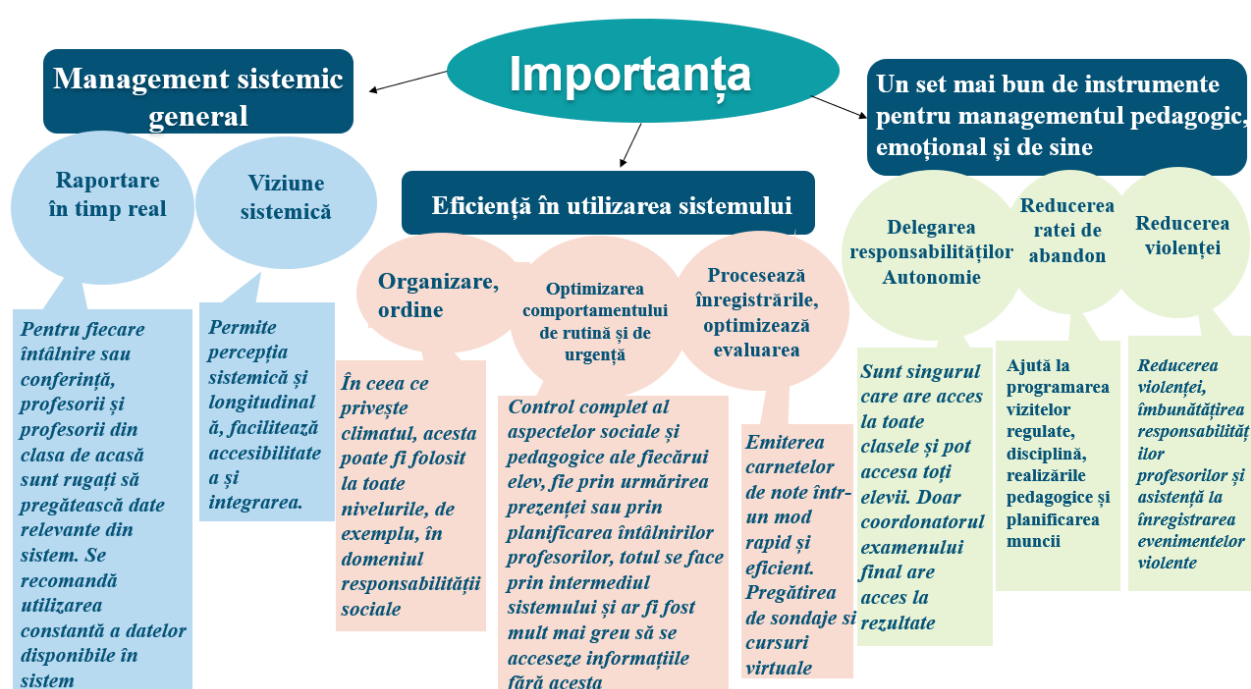 Importanța
Management sistemic
general
Raportare
în timp real
Pentru fiecare
întâlnire sau
conferință,
profesorii și
profesorii din
clasa de acasă
sunt rugați să
pregătească date
relevante din
sistem. Se
recomandă
utilizarea
constantă a datelor
disponibile în
sistem
Viziune
sistemică
Permite
percepția
sistemică și
longitudinal
ă, facilitează
accesibilitate
a și
integrarea.
Eficiență în utilizarea sistemului
Organizare,
ordine
În ceea ce
privește
climatul, acesta
poate fi folosit
la toate
nivelurile, de
exemplu, în
domeniul
responsabilității
sociale
Optimizarea
comportamentului
de rutină și de
urgență
Control complet al
aspectelor sociale și
pedagogice ale fiecărui
elev, fie prin urmărirea
prezenței sau prin
planificarea întâlnirilor
profesorilor, totul se face
prin intermediul
sistemului și ar fi fost
mult mai greu să se
acceseze informațiile
fără acesta
Procesează
înregistrările,
optimizează
evaluarea
Emiterea
carnetelor
de note într-
un mod
rapid și
eficient.
Pregătirea
de sondaje si
cursuri
virtuale
Un set mai bun de instrumente
pentru managementul pedagogic,
emoțional și de sine
Delegarea
responsabilităților
Autonomie
Sunt singurul
care are acces
la toate
clasele și pot
accesa toți
elevii. Doar
coordonatorul
examenului
final are
acces la
rezultate
Reducerea
ratei de
abandon
Ajută la
programarea
vizitelor
regulate,
disciplină,
realizările
pedagogice și
planificarea
muncii
Reducerea
violenței
Reducerea
violenței,
îmbunătățirea
responsabilităț
ilor
profesorilor și
asistență la
înregistrarea
evenimentelor
violente